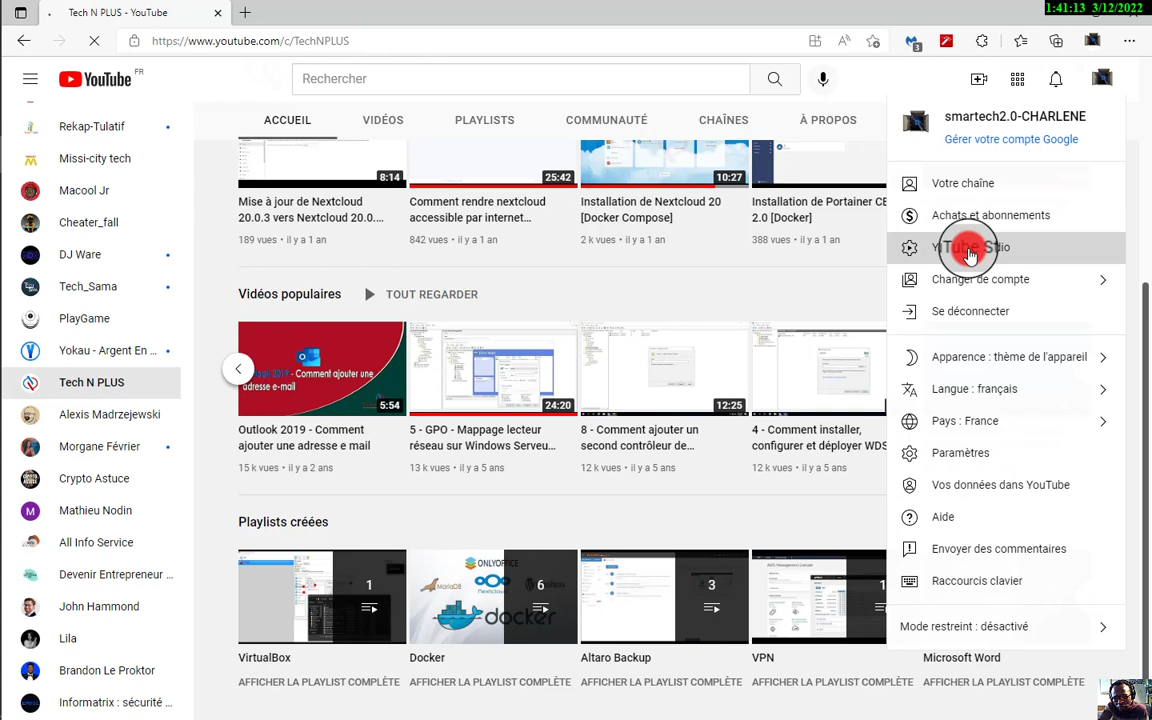 1:41:13 3/12/2022
Tech N PLUS - YouTube
https://www.youtube.com/c/TechNPLUS
3
YouTube FR
Rechercher
Rekap-Tulatif
Missi-city tech
Macool Jr
Cheater_fall
DJ Ware
Tech_Sama
PlayGame
Yokau - Argent En ...
Tech N PLUS
Alexis Madrzejewski
Morgane Février
Crypto Astuce
Mathieu Nodin
All Info Service
Devenir Entrepreneur ...
John Hammond
Lila
Brandon Le Proktor
Informatrix : sécurité ...
ACCUEIL VIDÉOS PLAYLISTS COMMUNAUTÉ CHAÎNES À PROPOS
8:14 25:42 10:27
Mise à jour de Nextcloud
20.0.3 vers Nextcloud 20.0....
189 vues • il y a 1 an
Comment rendre nextcloud
accessible par internet...
842 vues • il y a 1 an
Installation de Nextcloud 20
[Docker Compose]
2 k vues • il y a 1 an
Installation de Portainer CE
2.0 [Docker]
388 vues • il y a 1 an
Vidéos populaires TOUT REGARDER
- Comment ajouter une
adresse e-mail
5:54 24:20 12:25
Outlook 2019 - Comment
ajouter une adresse e mail
15 k vues • il y a 2 ans
5 - GPO - Mappage lecteur
réseau sur Windows Serveu...
13 k vues • il y a 5 ans
8 - Comment ajouter un
second contrôleur de...
12 k vues • il y a 5 ans
4 - Comment installer,
configurer et déployer WDS
12 k vues • il y a 5 ans
Playlists créées
1
ONLYOFFICE
MariaDB
Nextcloud
docker
6
3
1
VirtualBox
AFFICHER LA PLAYLIST COMPLÈTE
Docker
AFFICHER LA PLAYLIST COMPLÈTE
Altaro Backup
AFFICHER LA PLAYLIST COMPLÈTE
VPN
AFFICHER LA PLAYLIST COMPLÈTE
Microsoft Word
AFFICHER LA PLAYLIST COMPLÈTE
smartech2.0-CHARLENE
Gérer votre compte Google
Votre chaîne
Achats et abonnements
Changer de compte
Se déconnecter
Apparence : thème de l'appareil
Langue : français
Pays : France
Paramètres
Vos données dans YouTube
Aide
Envoyer des commentaires
Raccourcis clavier
Mode restreint : désactivé